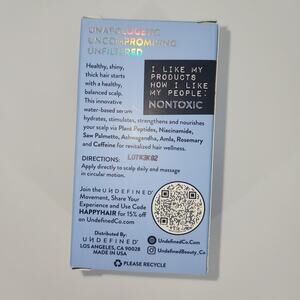 UNAPOLOGETIC
UNCOMPROMISING
UNFILTERED
Healthy, shiny,
thick hair starts
with a healthy,
balanced scalp.
This innovative
water-based serum
hydrates, stimulates, strengthens and nourishes
your scalp via Plant Peptides, Niacinamide,
Saw Palmetto, Ashwagandha, Amla, Rosemary
and Caffeine for revitalized hair wellness.
I LIKE MY
PRODUCTS
HOW I LIKE
MY PEOPLE:
NONTOXIC
DIRECTIONS:
Apply directly to scalp daily and massage
in circular motion.
Join the UNDEFINED
Movement, Share Your
Experience and Use Code
HAPPYHAIR for 15% off
on UndefinedCo.Com
Distributed By:
UNDEFINED
LOS ANGELES, CA 90028
MADE IN USA
UndefinedCo.Com
UndefinedBeauty_Co
PLEASE RECYCLE